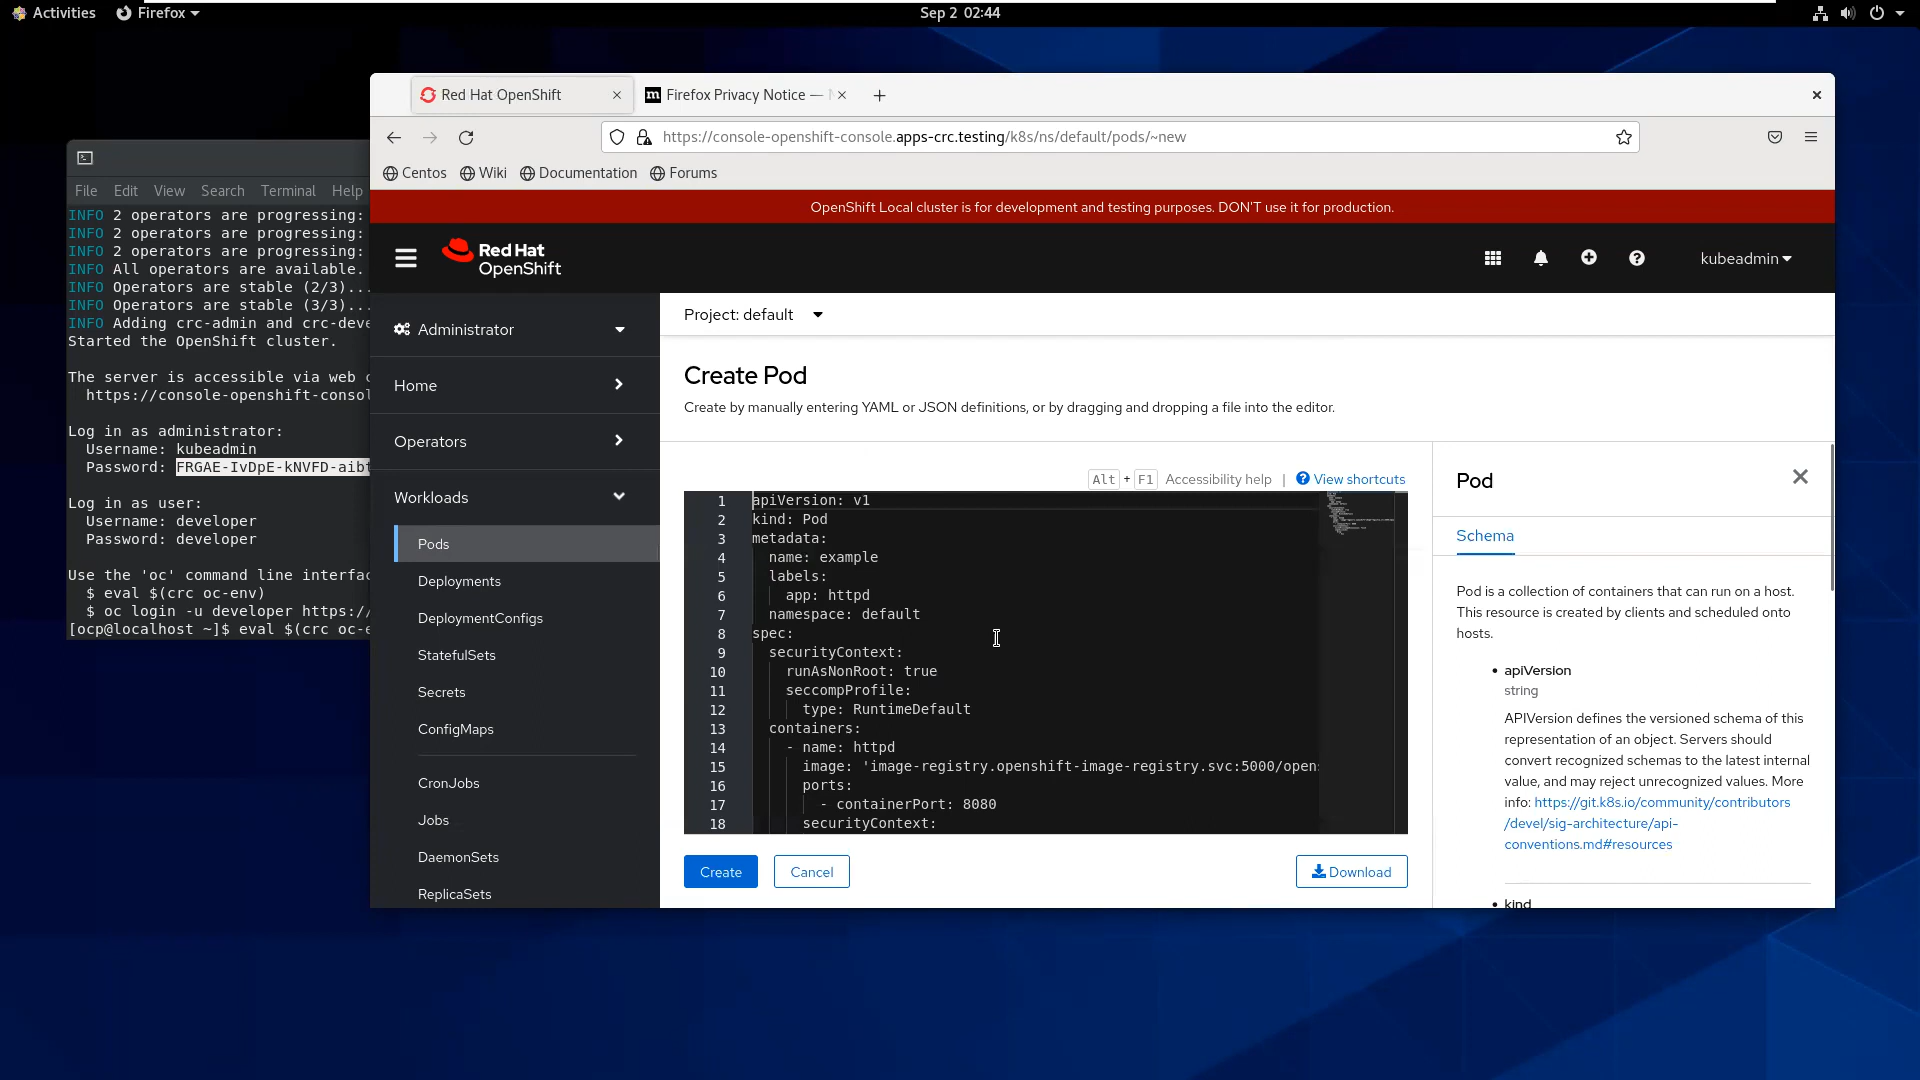 Activities
Firefox
Sep 2 02:44
File Edit View Search Terminal Help
INFO 2 operators are progressing:
INFO 2 operators are progressing:
INFO 2 operators are progressing:
INFO All operators are available.
INFO Operators are stable (2/3)...
INFO Operators are stable (3/3)...
INFO Adding crc-admin and crc-deve
Started the OpenShift cluster.
The server is accessible via web c
https://console-openshift-consol
Log in as administrator:
Username: kubeadmin
Password: FRGAE-IvDpE-kNVFD-aibt
Log in as user:
Username: developer
Password: developer
Use the 'oc' command line interfac
$ eval $(crc oc-env)
$ oc login -u developer https:/
[ocp@localhost ~]$ eval $(crc oc-e
Red Hat OpenShift
Firefox Privacy Notice —
https://console-openshift-console.apps-crc.testing/k8s/ns/default/pods/~new
Centos Wiki Documentation Forums
OpenShift Local cluster is for development and testing purposes. DON'T use it for production.
Red Hat
OpenShift
kubeadmin
Administrator
Home
Operators
Workloads
Pods
Deployments
DeploymentConfigs
StatefulSets
Secrets
ConfigMaps
CronJobs
Jobs
DaemonSets
ReplicaSets
Project: default
Create Pod
Create by manually entering YAML or JSON definitions, or by dragging and dropping a file into the editor.
Alt + F1 Accessibility help | View shortcuts
1 apiVersion: v1
2 kind: Pod
3 metadata:
4 name: example
5 labels:
6 app: httpd
7 namespace: default
8 spec:
9 securityContext:
10 runAsNonRoot: true
11 seccompProfile:
12 type: RuntimeDefault
13 containers:
14 - name: httpd
15 image: 'image-registry.openshift-image-registry.svc:5000/open
16 ports:
17 - containerPort: 8080
18 securityContext:
Create
Cancel
Download
Pod
Schema
Pod is a collection of containers that can run on a host.
This resource is created by clients and scheduled onto
hosts.
• apiVersion
string
APIVersion defines the versioned schema of this
representation of an object. Servers should
convert recognized schemas to the latest internal
value, and may reject unrecognized values. More
info: https://git.k8s.io/community/contributors
/devel/sig-architecture/api-
conventions.md#resources
• kind